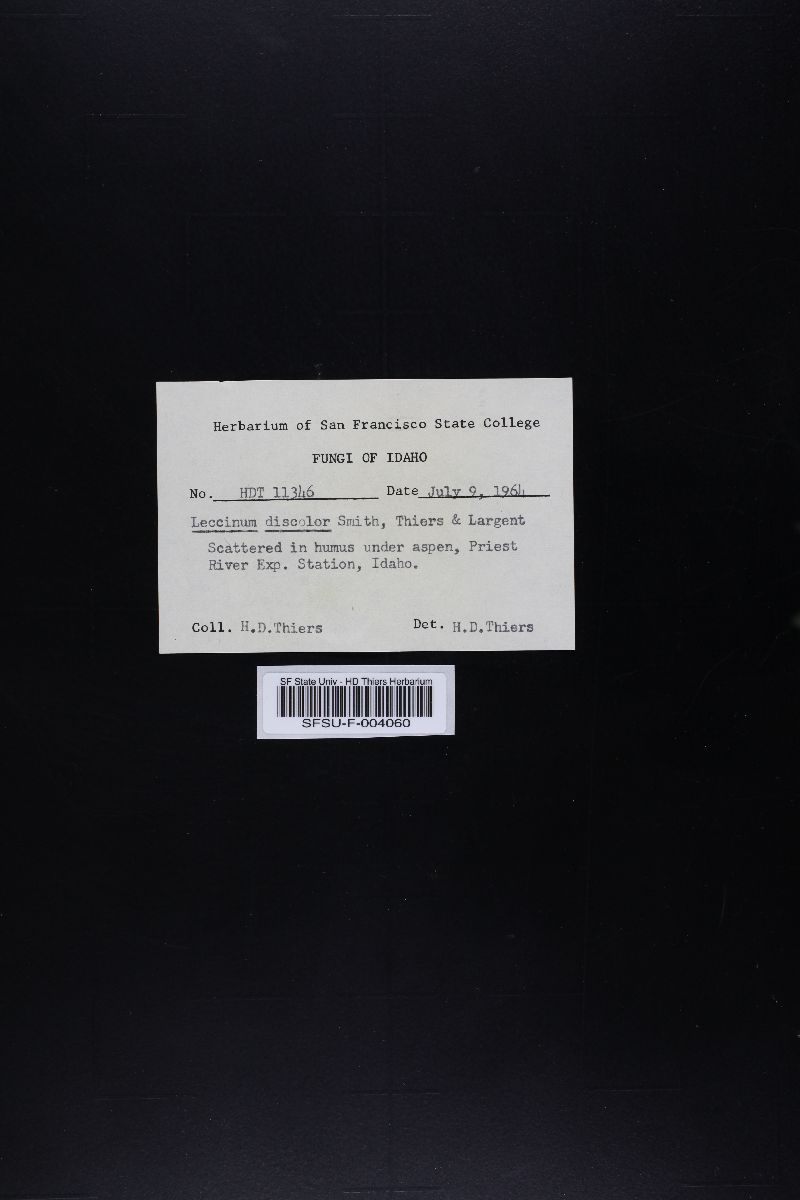 Herbarium of San Francisco State College
FUNGI OF IDAHO
No. HDT 11346 Date July 9, 1964
Leccinum discolor Smith, Thiers & Largent
Scattered in humus under aspen, Priest
River Exp. Station, Idaho.
Coll. H.D.Thiers Det. H.D.Thiers
SF State Univ - HD Thiers Herbarium
SFSU-F-004060